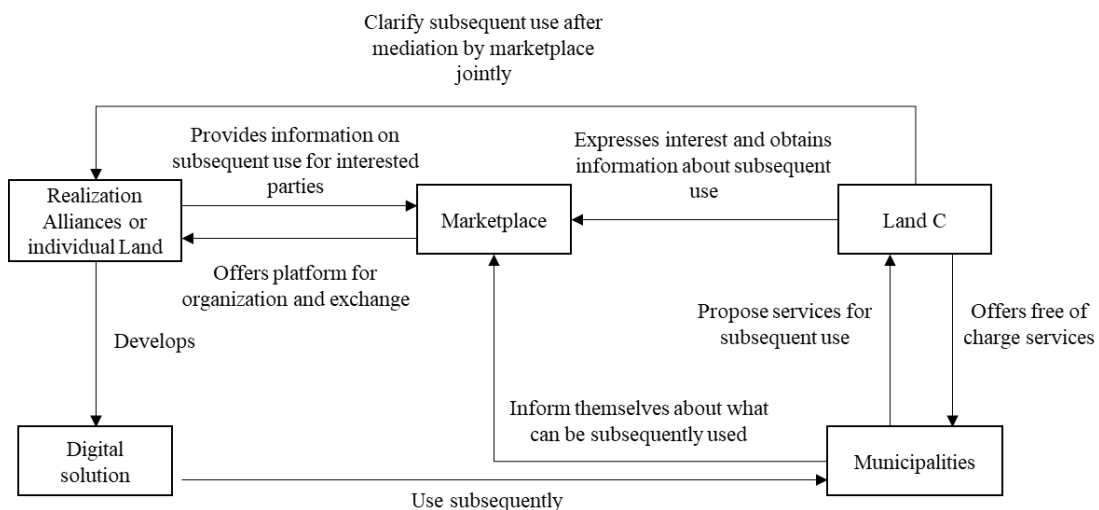 Clarify subsequent use after
mediation by marketplace
jointly
Provides information on
subsequent use for interested
parties
Expresses interest and obtains
information about subsequent
use
Realization
Alliances or
individual Land
Marketplace
Land C
Offers platform for
organization and exchange
Propose services for
subsequent use
Offers free of
charge services
Develops
Inform themselves about what
can be subsequently used
Digital
solution
Municipalities
Use subsequently